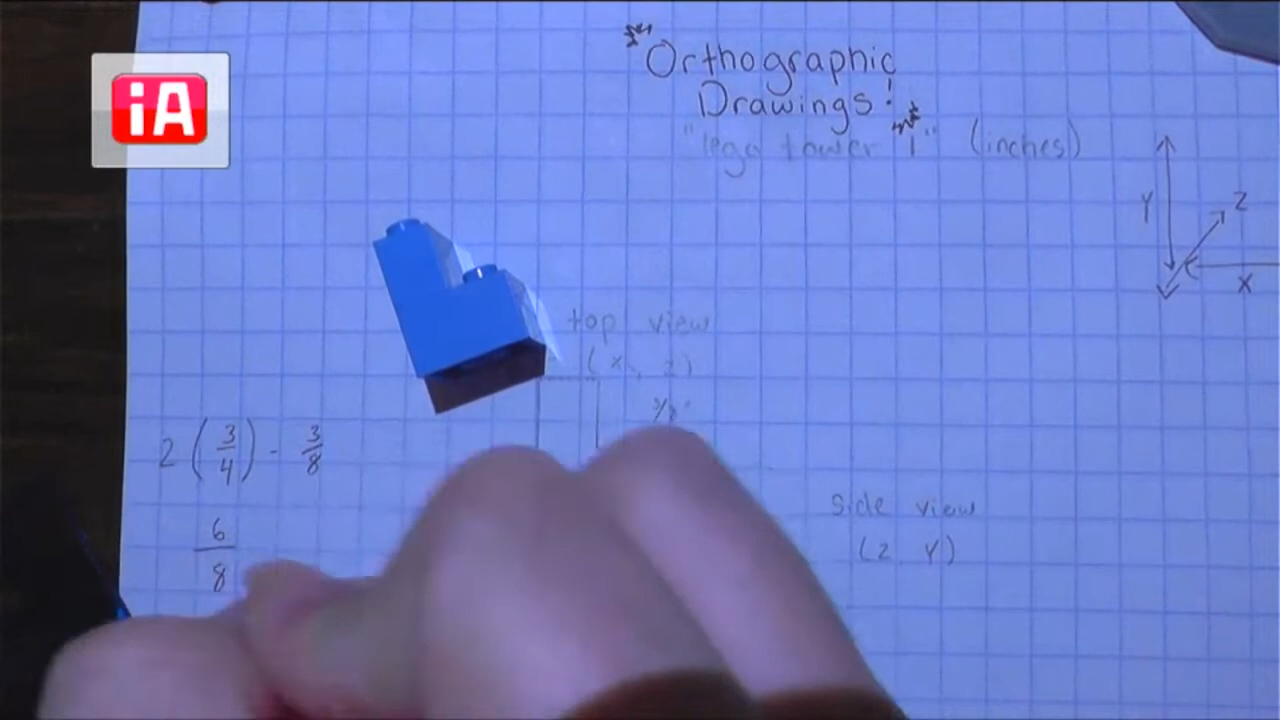 iA
Orthographic
Drawings!
"lego tower 1" (inches)
Y
Z
X
top view
(x, z)
3/8"
2 (3/4) - 3/8
6/8
side view
(z Y)